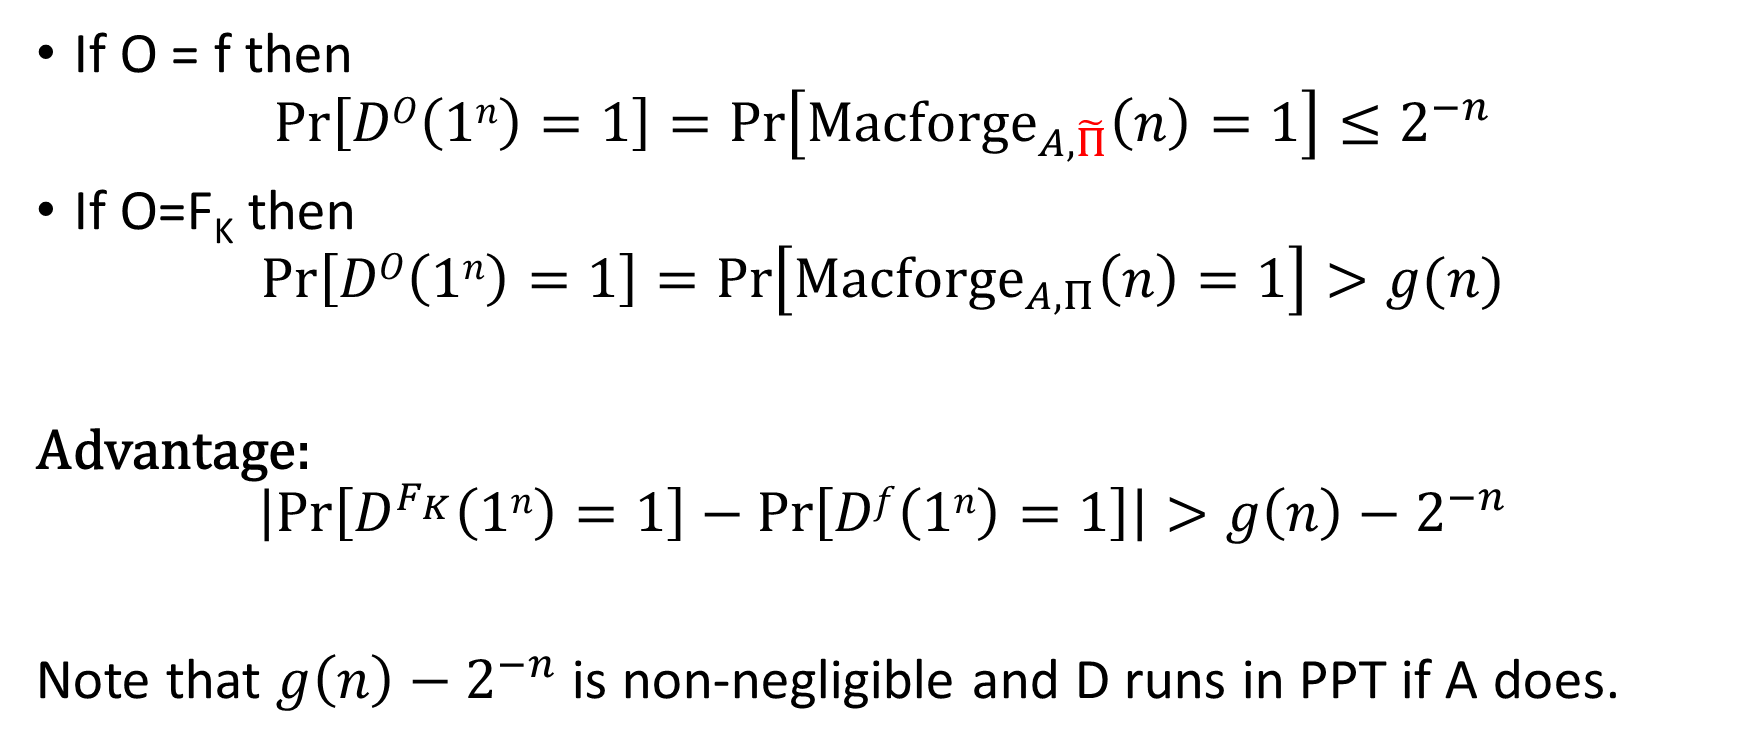 • If O = f then
Pr[D^O(1^n) = 1] = Pr[Macforge_{A,Π̃}(n) = 1] ≤ 2^{−n}
• If O=F_K then
Pr[D^O(1^n) = 1] = Pr[Macforge_{A,Π}(n) = 1] > g(n)
Advantage:
|Pr[D^{F_K}(1^n) = 1] − Pr[D^f(1^n) = 1]| > g(n) − 2^{−n}
Note that g(n) − 2^{−n} is non-negligible and D runs in PPT if A does.